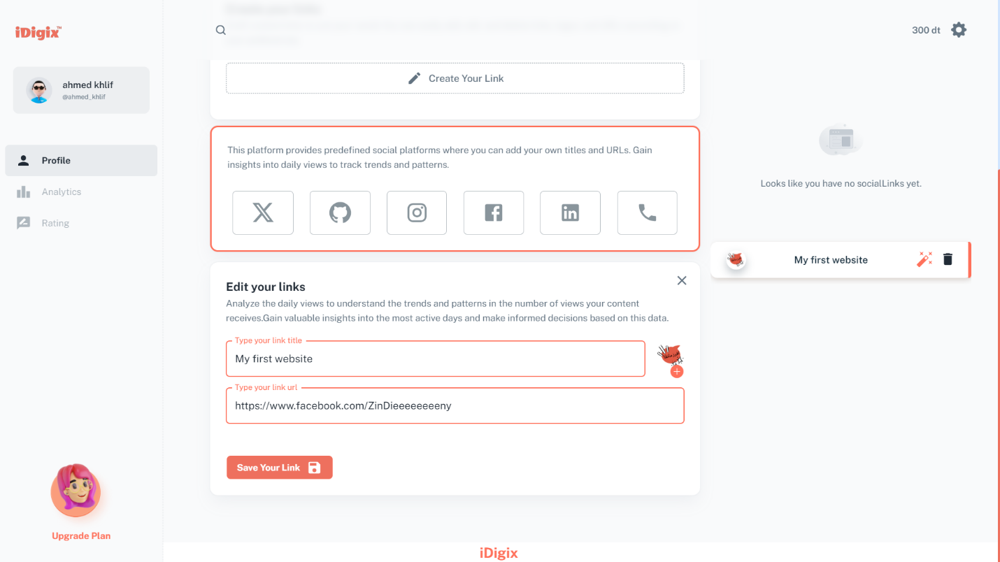 iDigix™
300 dt
ahmed khlif
@ahmed_khlif
Profile
Analytics
Rating
Upgrade Plan
Create Your Link
This platform provides predefined social platforms where you can add your own titles and URLs. Gain
insights into daily views to track trends and patterns.
Edit your links
Analyze the daily views to understand the trends and patterns in the number of views your content
receives.Gain valuable insights into the most active days and make informed decisions based on this data.
Type your link title
My first website
Type your link url
https://www.facebook.com/ZinDieeeeeeeeny
Save Your Link
Looks like you have no socialLinks yet.
My first website
iDigix